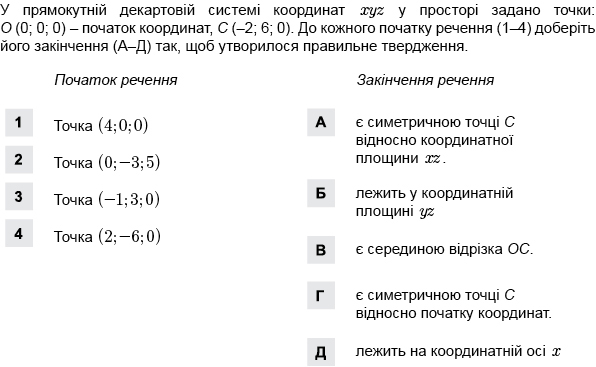 У прямокутній декартовій системі координат xyz у просторі задано точки:
O (0; 0; 0) – початок координат, C (–2; 6; 0). До кожного початку речення (1–4) доберіть
його закінчення (А–Д) так, щоб утворилося правильне твердження.
Початок речення
1 Точка (4; 0; 0)
2 Точка (0; −3; 5)
3 Точка (−1; 3; 0)
4 Точка (2; −6; 0)
Закінчення речення
А є симетричною точці C
відносно координатної
площини xz.
Б лежить у координатній
площині yz
В є серединою відрізка OC.
Г є симетричною точці C
відносно початку координат.
Д лежить на координатній осі x